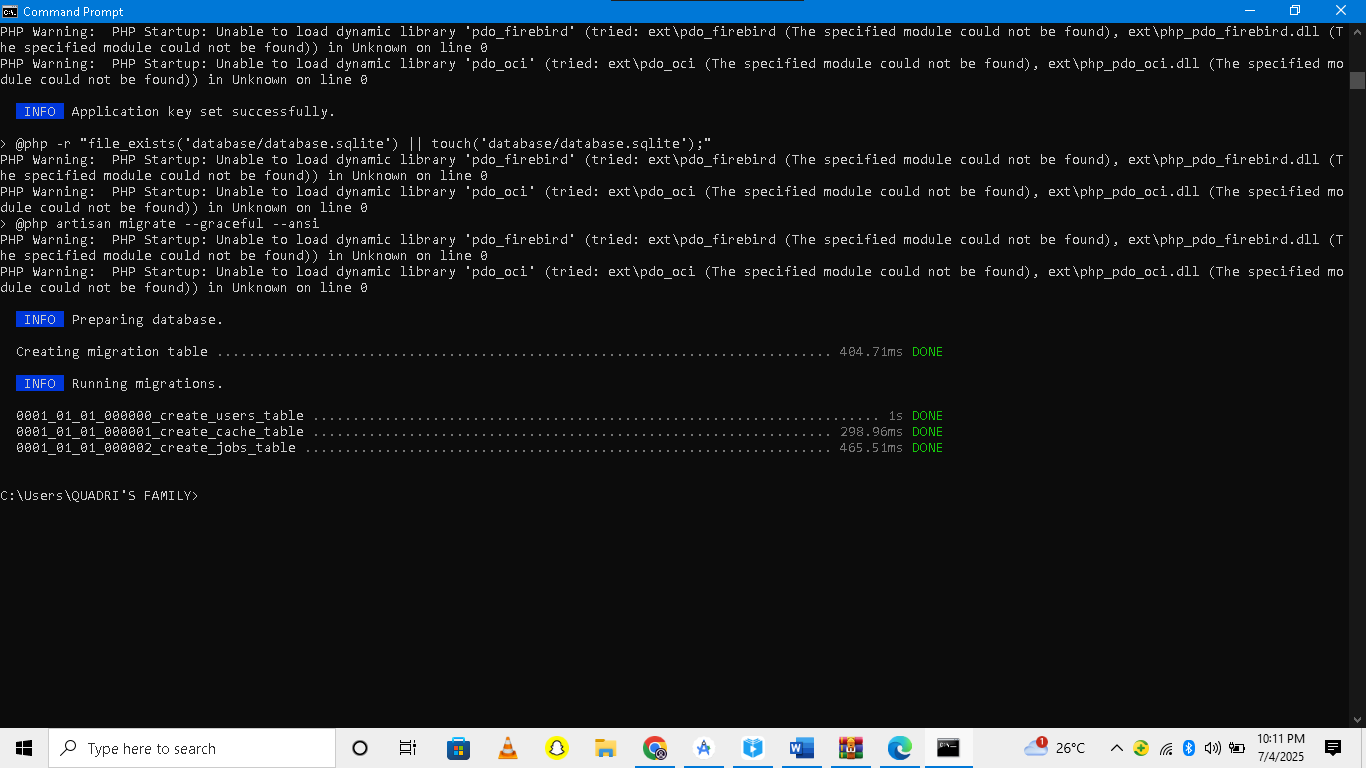 Command Prompt
PHP Warning:  PHP Startup: Unable to load dynamic library 'pdo_firebird' (tried: ext\pdo_firebird (The specified module could not be found), ext\php_pdo_firebird.dll (T
he specified module could not be found)) in Unknown on line 0
PHP Warning:  PHP Startup: Unable to load dynamic library 'pdo_oci' (tried: ext\pdo_oci (The specified module could not be found), ext\php_pdo_oci.dll (The specified mo
dule could not be found)) in Unknown on line 0
INFO  Application key set successfully.
> @php -r "file_exists('database/database.sqlite') || touch('database/database.sqlite');"
PHP Warning:  PHP Startup: Unable to load dynamic library 'pdo_firebird' (tried: ext\pdo_firebird (The specified module could not be found), ext\php_pdo_firebird.dll (T
he specified module could not be found)) in Unknown on line 0
PHP Warning:  PHP Startup: Unable to load dynamic library 'pdo_oci' (tried: ext\pdo_oci (The specified module could not be found), ext\php_pdo_oci.dll (The specified mo
dule could not be found)) in Unknown on line 0
> @php artisan migrate --graceful --ansi
PHP Warning:  PHP Startup: Unable to load dynamic library 'pdo_firebird' (tried: ext\pdo_firebird (The specified module could not be found), ext\php_pdo_firebird.dll (T
he specified module could not be found)) in Unknown on line 0
PHP Warning:  PHP Startup: Unable to load dynamic library 'pdo_oci' (tried: ext\pdo_oci (The specified module could not be found), ext\php_pdo_oci.dll (The specified mo
dule could not be found)) in Unknown on line 0
INFO  Preparing database.
Creating migration table ............................................................................. 404.71ms DONE
INFO  Running migrations.
0001_01_01_000000_create_users_table ....................................................................... 1s DONE
0001_01_01_000001_create_cache_table ................................................................. 298.96ms DONE
0001_01_01_000002_create_jobs_table .................................................................. 465.51ms DONE
C:\Users\QUADRI'S FAMILY>
Type here to search
1
26°C
10:11 PM
7/4/2025